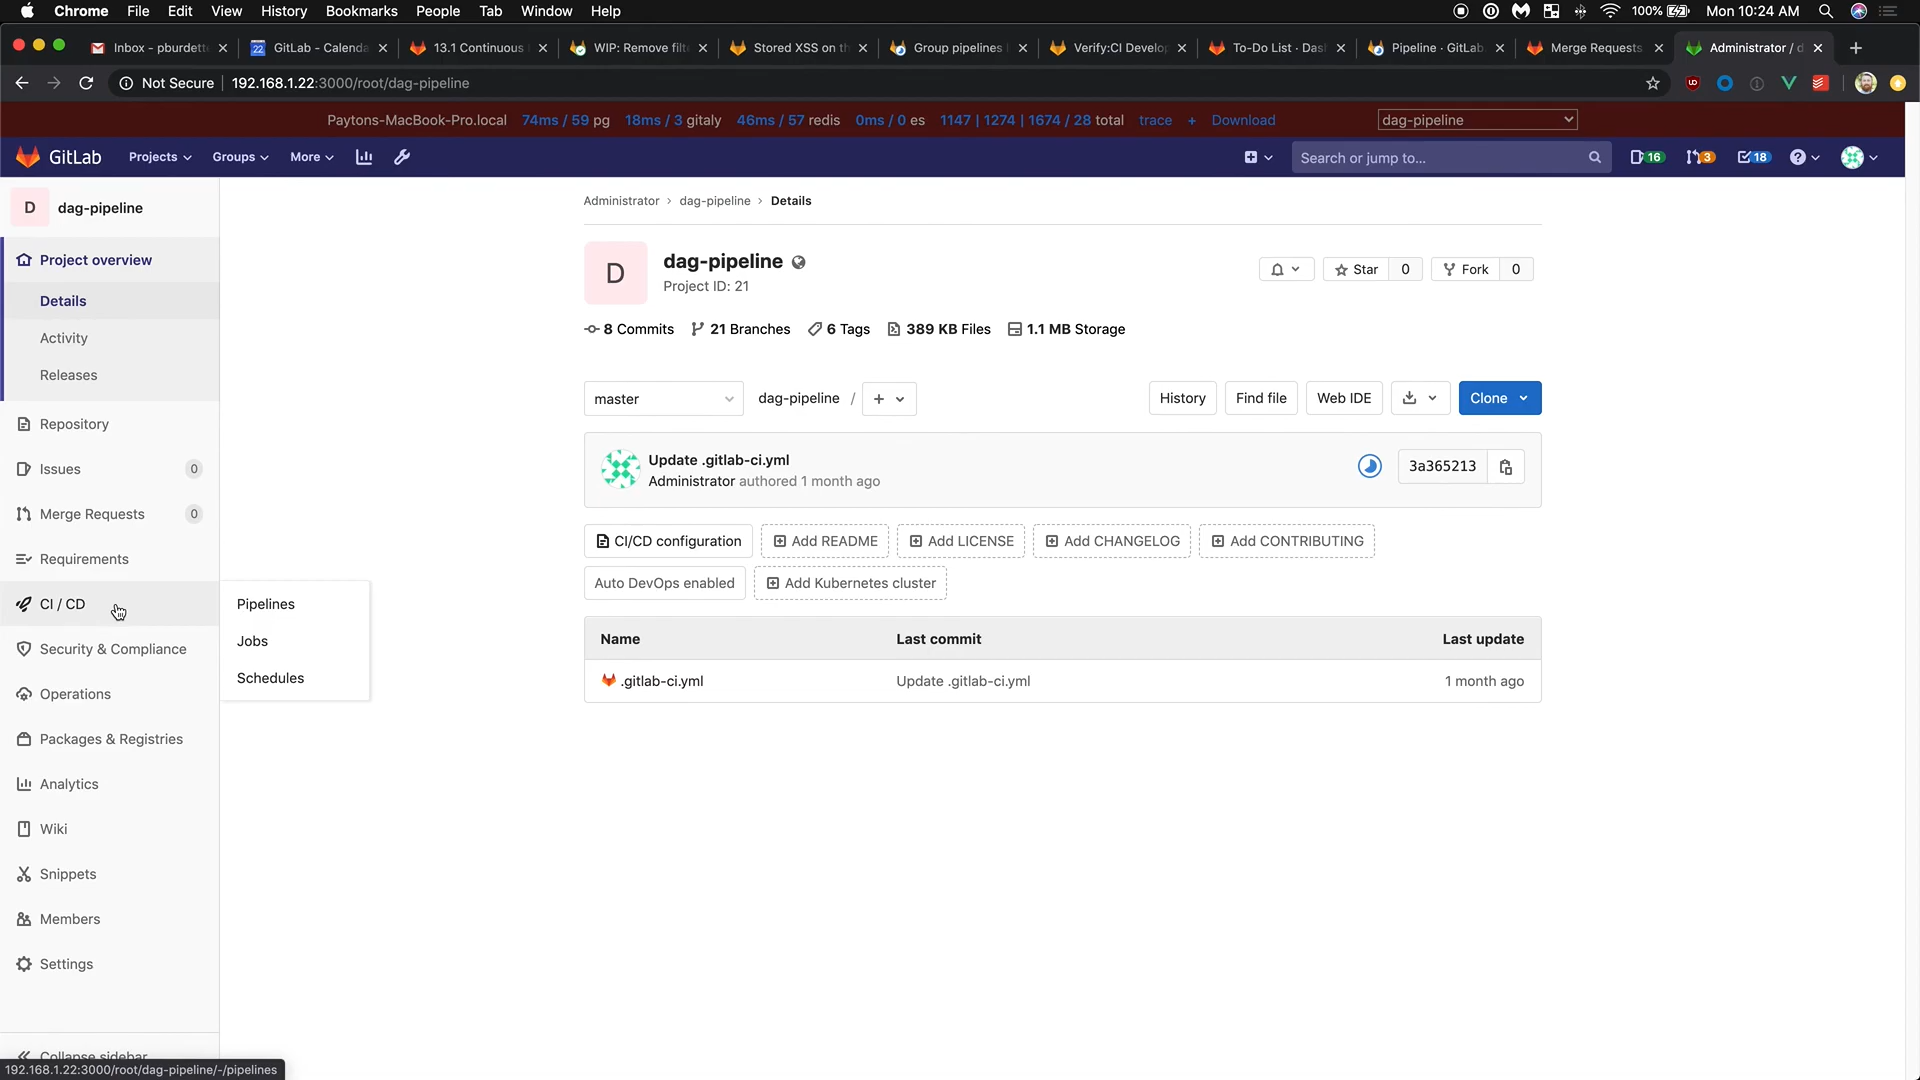 Chrome File Edit View History Bookmarks People Tab Window Help 100% Mon 10:24 AM
Inbox - pburdett 22 GitLab - Calenda 13.1 Continuous WIP: Remove filte Stored XSS on th Group pipelines Verify:CI Develop To-Do List · Das Pipeline · GitLab Merge Requests Administrator / d
Not Secure 192.168.1.22:3000/root/dag-pipeline
Paytons-MacBook-Pro.local 74ms / 59 pg 18ms / 3 gitaly 46ms / 57 redis 0ms / 0 es 1147 | 1274 | 1674 / 28 total trace + Download dag-pipeline
GitLab Projects Groups More Search or jump to... 16 3 18
D dag-pipeline
Project overview
Details
Activity
Releases
Repository
Issues 0
Merge Requests 0
Requirements
CI / CD
Security & Compliance
Operations
Packages & Registries
Analytics
Wiki
Snippets
Members
Settings
Collapse sidebar
192.168.1.22:3000/root/dag-pipeline/-/pipelines
Pipelines
Jobs
Schedules
Administrator › dag-pipeline › Details
D dag-pipeline
Project ID: 21
Star 0 Fork 0
8 Commits 21 Branches 6 Tags 389 KB Files 1.1 MB Storage
master dag-pipeline / + History Find file Web IDE Clone
Update .gitlab-ci.yml
Administrator authored 1 month ago
3a365213
CI/CD configuration Add README Add LICENSE Add CHANGELOG Add CONTRIBUTING
Auto DevOps enabled Add Kubernetes cluster
Name Last commit Last update
.gitlab-ci.yml Update .gitlab-ci.yml 1 month ago